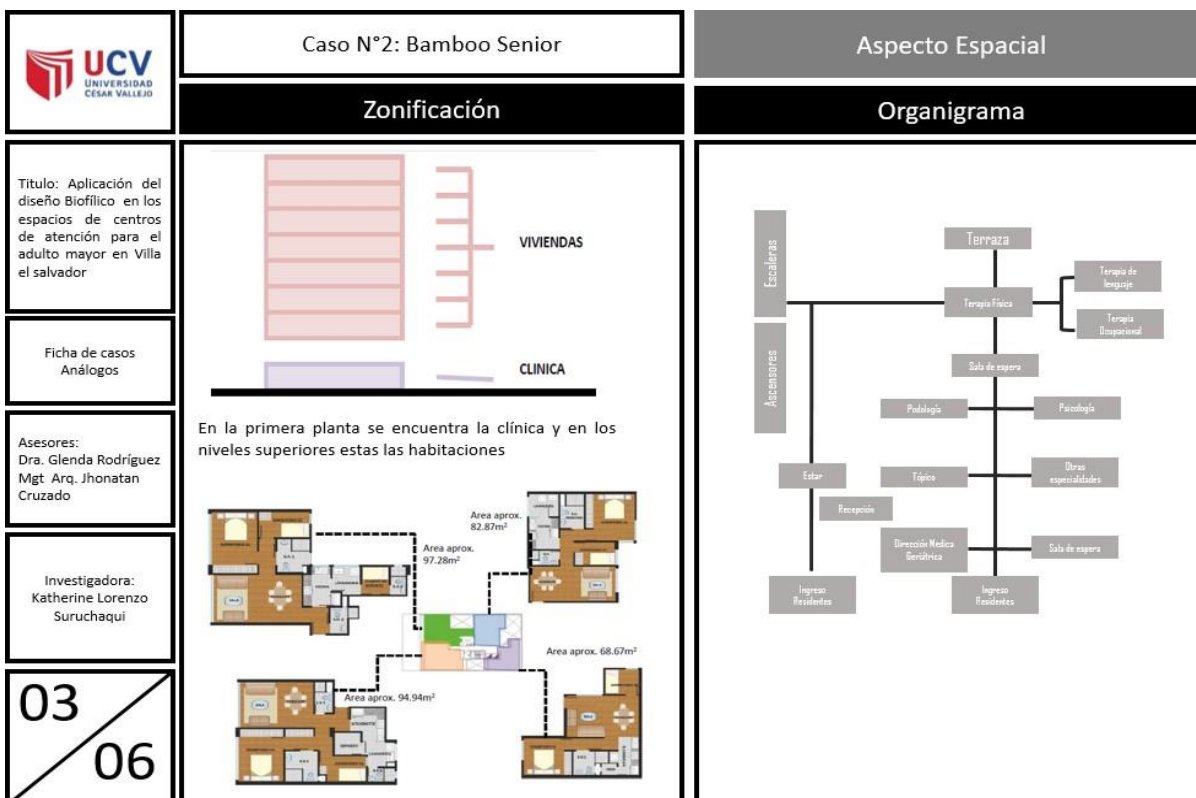 UCV
UNIVERSIDAD
CÉSAR VALLEJO
Caso N°2: Bamboo Senior
Aspecto Espacial
Zonificación
Organigrama
Titulo: Aplicación del
diseño Biofílico en los
espacios de centros
de atención para el
adulto mayor en Villa
el salvador
Ficha de casos
Análogos
Asesores:
Dra. Glenda Rodríguez
Mgt Arq. Jhonatan
Cruzado
Investigadora:
Katherine Lorenzo
Suruchaqui
03
06
VIVIENDAS
CLINICA
En la primera planta se encuentra la clínica y en los
niveles superiores estas las habitaciones
Area aprox.
97.28m²
Area aprox.
82.87m²
Area aprox. 94.94m²
Area aprox. 68.67m²
Escaleras
Ascensores
Terraza
Terapia Física
Terapia de
lenguaje
Terapia
Ocupacional
Sala de espera
Podología
Psicología
Estar
Tópico
Otras
especialidades
Recepción
Dirección Medica
Geriátrica
Sala de espera
Ingreso
Residentes
Ingreso
Residentes